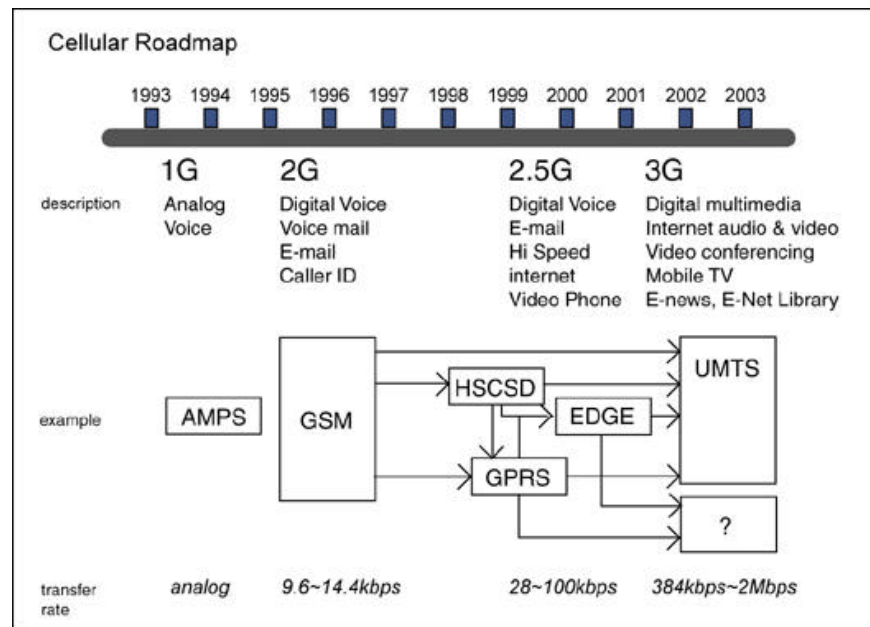 Cellular Roadmap
1993 1994 1995 1996 1997 1998 1999 2000 2001 2002 2003
1G 2G 2.5G 3G
description
Analog
Voice
Digital Voice
Voice mail
E-mail
Caller ID
Digital Voice
E-mail
Hi Speed
internet
Video Phone
Digital multimedia
Internet audio & video
Video conferencing
Mobile TV
E-news, E-Net Library
example
AMPS
GSM
HSCSD
EDGE
GPRS
UMTS
?
transfer
rate
analog
9.6~14.4kbps
28~100kbps
384kbps~2Mbps